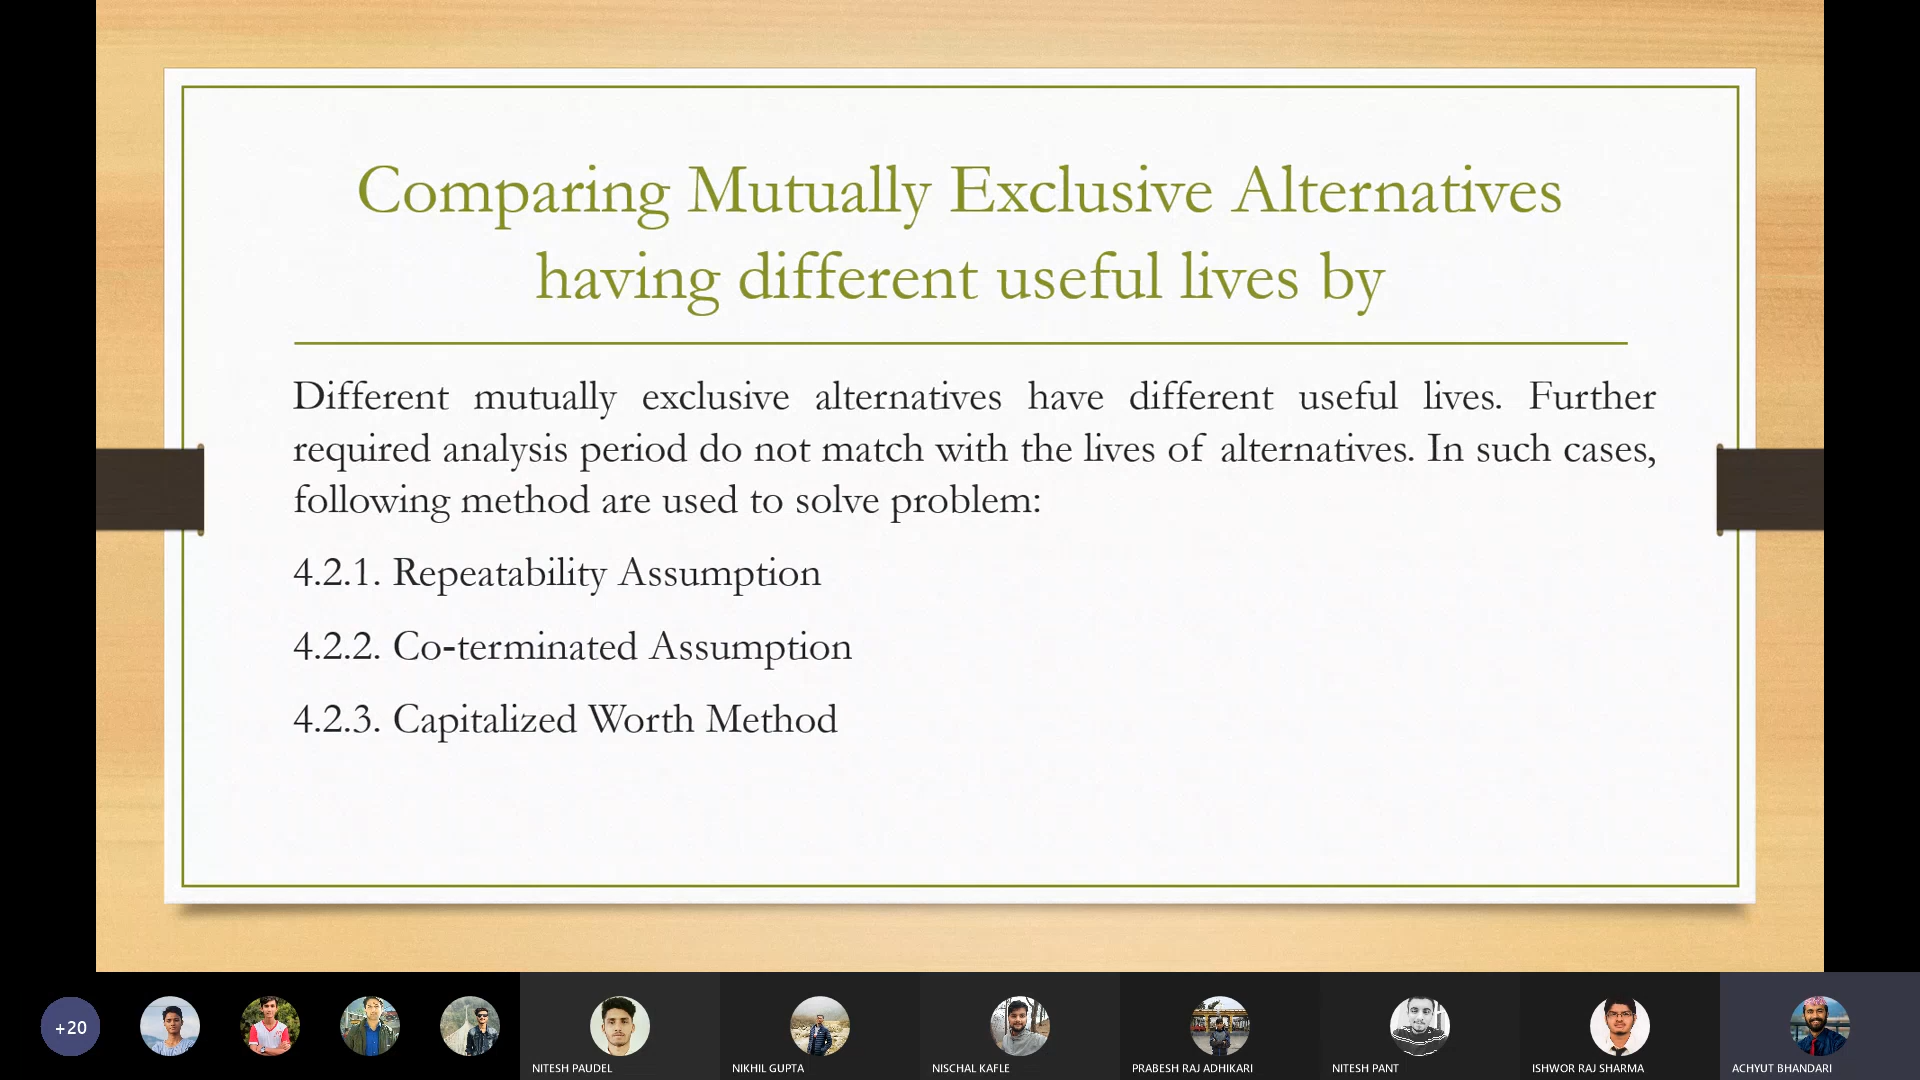 Comparing Mutually Exclusive Alternatives
having different useful lives by
Different mutually exclusive alternatives have different useful lives. Further
required analysis period do not match with the lives of alternatives. In such cases,
following method are used to solve problem:
4.2.1. Repeatability Assumption
4.2.2. Co-terminated Assumption
4.2.3. Capitalized Worth Method
+20
NITESH PAUDEL
NIKHIL GUPTA
NISCHAL KAFLE
PRABESH RAJ ADHIKARI
NITESH PANT
ISHWOR RAJ SHARMA
ACHYUT BHANDARI